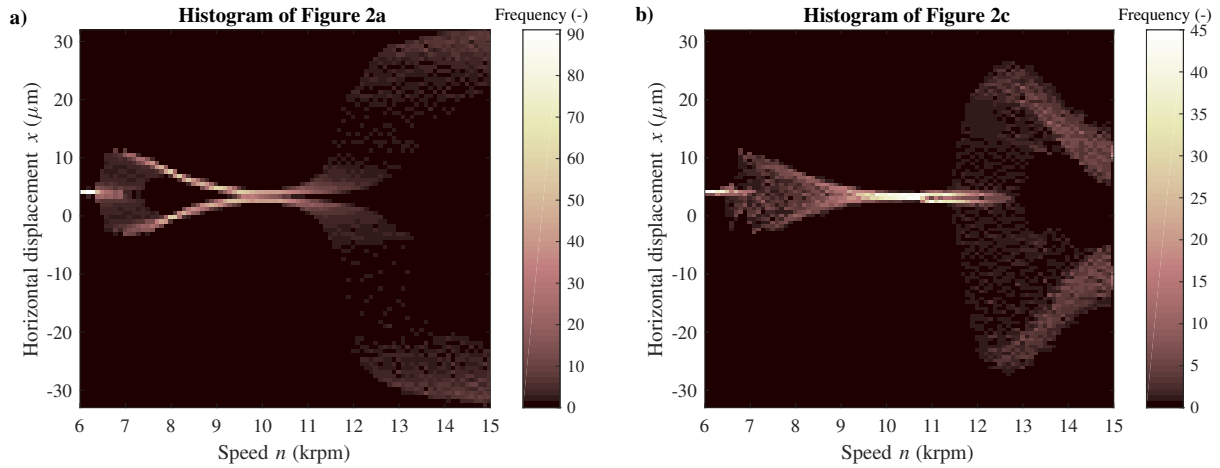 a)
Histogram of Figure 2a
Frequency (-)
Horizontal displacement x (μm)
30
20
10
0
-10
-20
-30
6 7 8 9 10 11 12 13 14 15
Speed n (krpm)
90
80
70
60
50
40
30
20
10
0
b)
Histogram of Figure 2c
Frequency (-)
Horizontal displacement x (μm)
30
20
10
0
-10
-20
-30
6 7 8 9 10 11 12 13 14 15
Speed n (krpm)
45
40
35
30
25
20
15
10
5
0